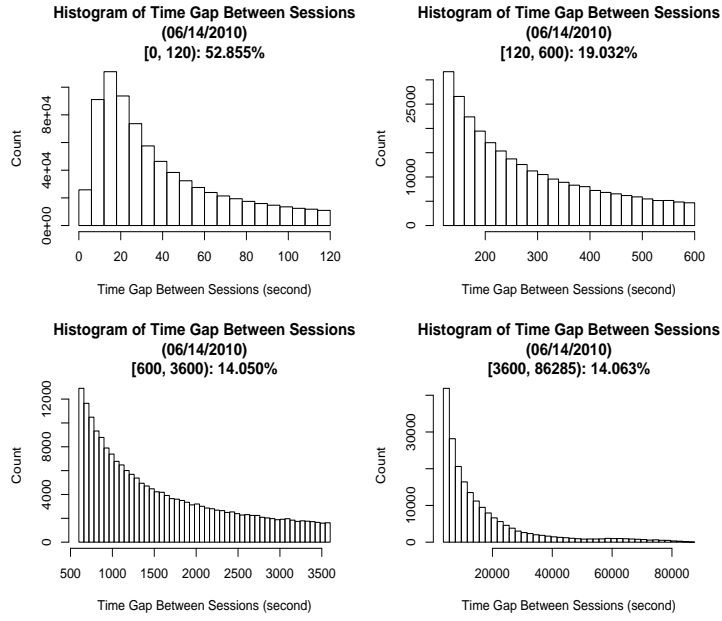 Histogram of Time Gap Between Sessions
(06/14/2010)
[0, 120): 52.855%
Count
0e+00 4e+04 8e+04
0 20 40 60 80 100 120
Time Gap Between Sessions (second)
Histogram of Time Gap Between Sessions
(06/14/2010)
[120, 600): 19.032%
Count
0 10000 25000
200 300 400 500 600
Time Gap Between Sessions (second)
Histogram of Time Gap Between Sessions
(06/14/2010)
[600, 3600): 14.050%
Count
0 4000 8000 12000
500 1000 1500 2000 2500 3000 3500
Time Gap Between Sessions (second)
Histogram of Time Gap Between Sessions
(06/14/2010)
[3600, 86285): 14.063%
Count
0 10000 30000
20000 40000 60000 80000
Time Gap Between Sessions (second)